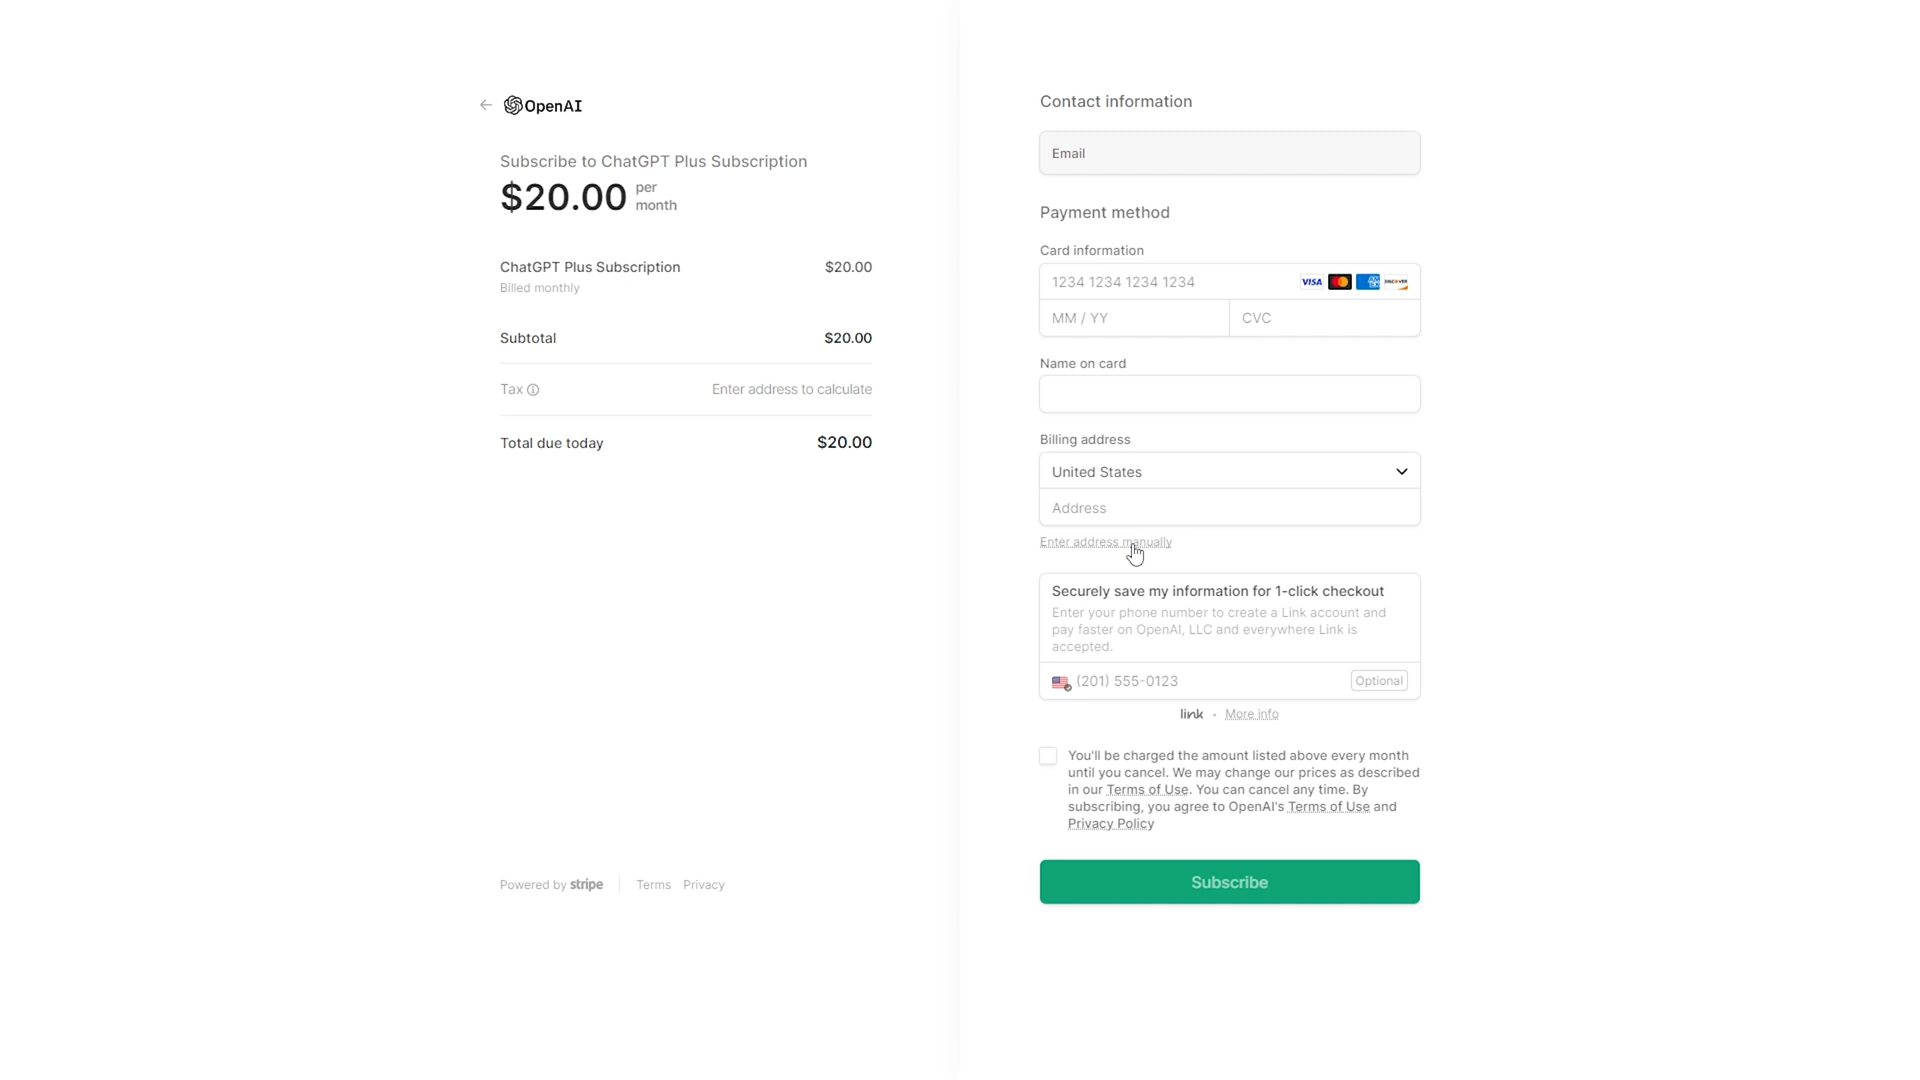 OpenAI
Subscribe to ChatGPT Plus Subscription
$20.00 per
month
ChatGPT Plus Subscription $20.00
Billed monthly
Subtotal $20.00
Tax Enter address to calculate
Total due today $20.00
Powered by stripe Terms Privacy
Contact information
Email
Payment method
Card information
1234 1234 1234 1234 VISA DISCOVER
MM / YY CVC
Name on card
Billing address
United States
Address
Enter address manually
Securely save my information for 1-click checkout
Enter your phone number to create a Link account and
pay faster on OpenAI, LLC and everywhere Link is
accepted.
(201) 555-0123 Optional
link • More info
You'll be charged the amount listed above every month
until you cancel. We may change our prices as described
in our Terms of Use. You can cancel any time. By
subscribing, you agree to OpenAI's Terms of Use and
Privacy Policy
Subscribe